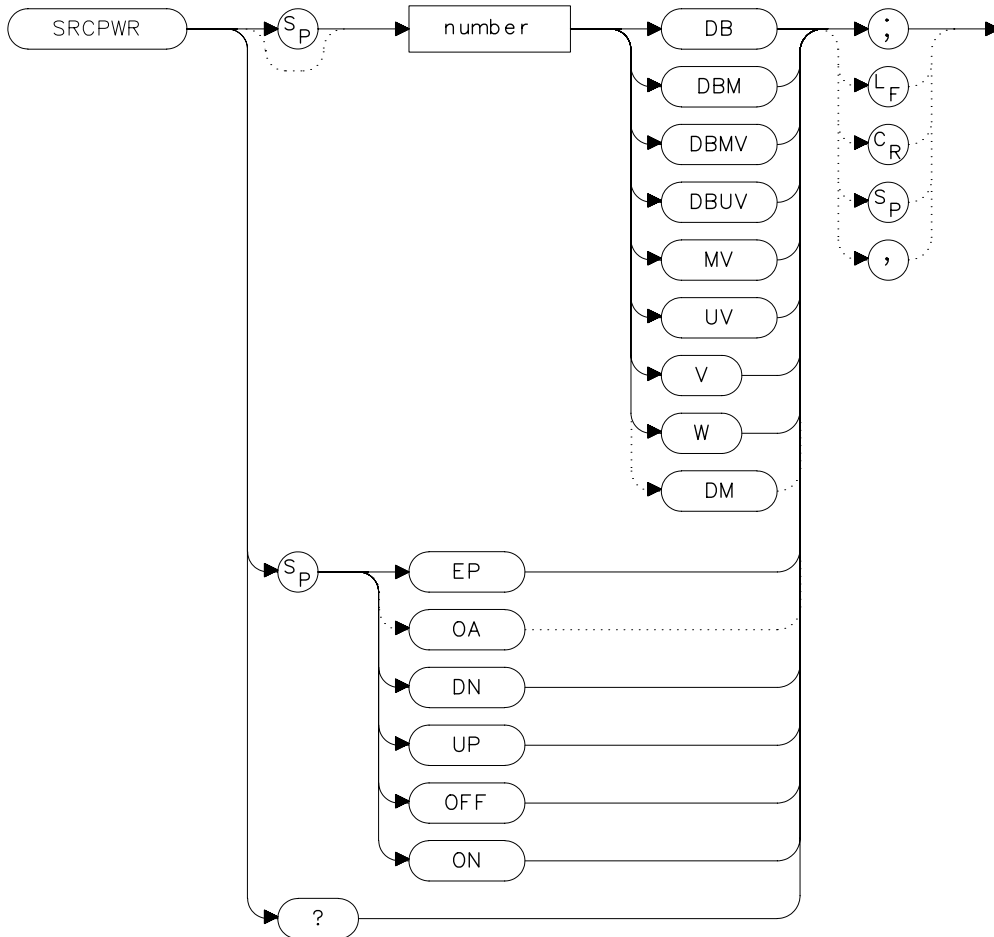 SRCPWR
SP
number
DB
;
DBM
LF
DBMV
CR
DBUV
SP
MV
,
UV
V
W
DM
SP
EP
OA
DN
UP
OFF
ON
?